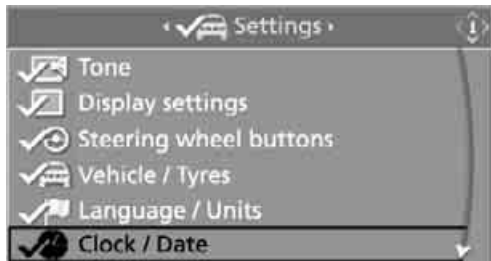 Settings
Tone
Display settings
Steering wheel buttons
Vehicle / Tyres
Language / Units
Clock / Date